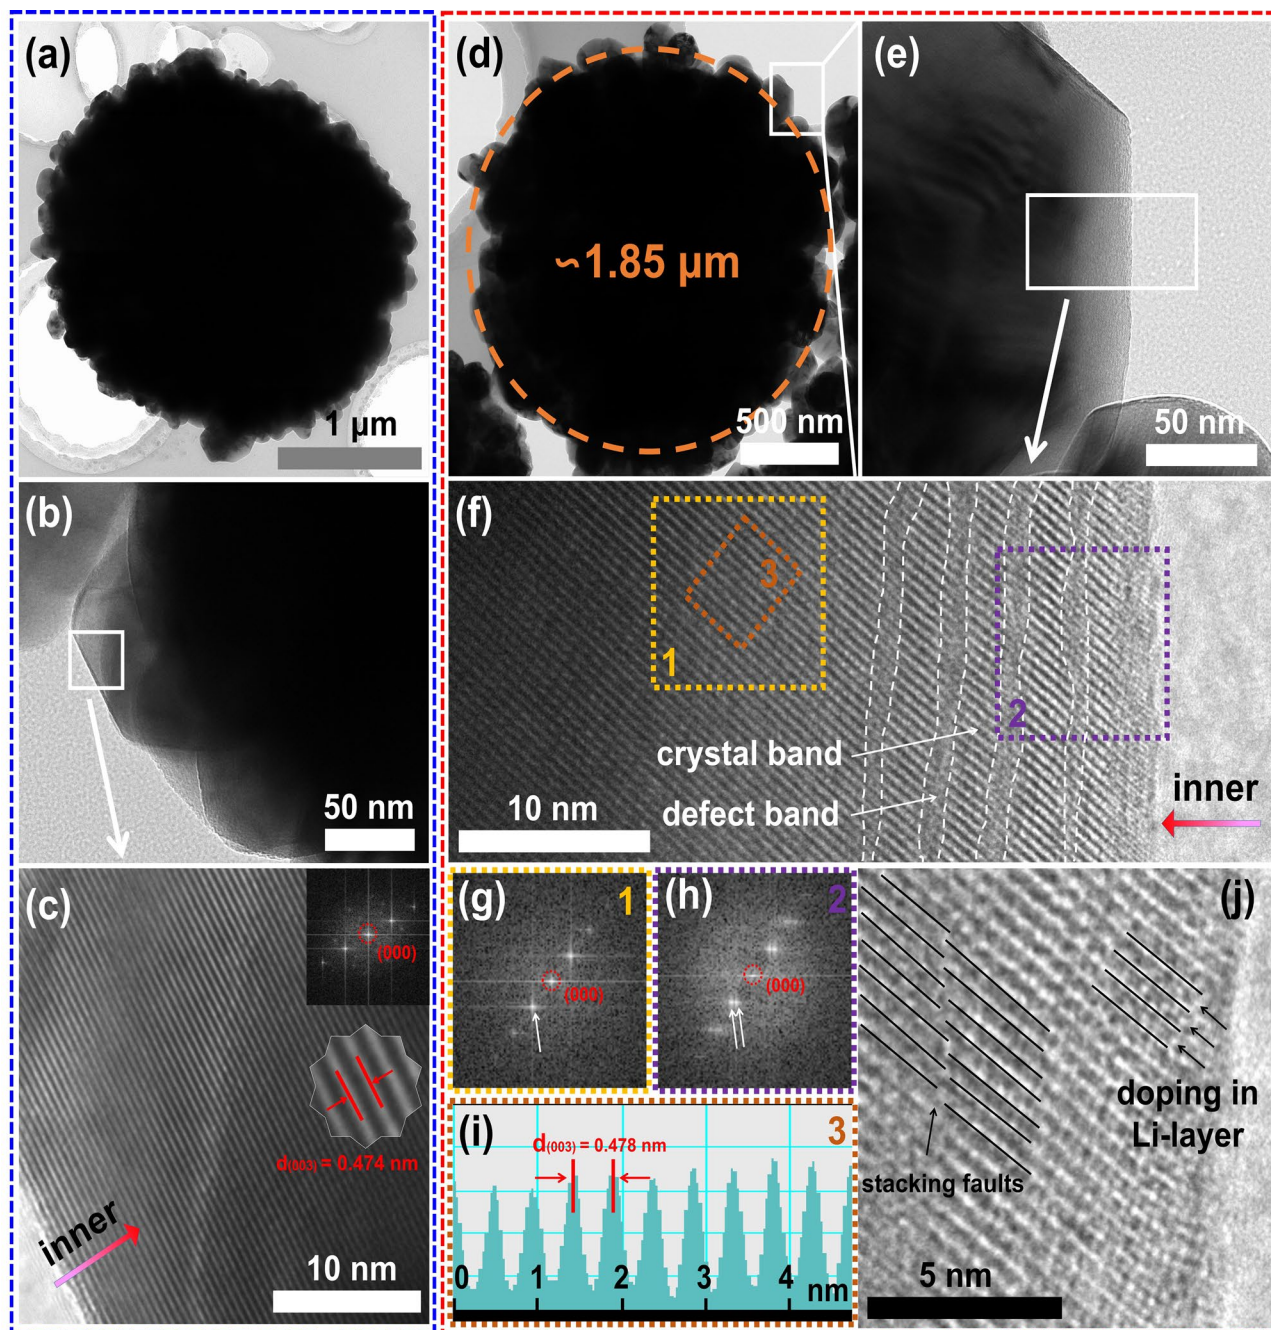 (a)
1 µm
(b)
50 nm
(c)
(000)
d(003) = 0.474 nm
inner
10 nm
(d)
~1.85 µm
500 nm
(e)
50 nm
(f)
1
3
2
crystal band
defect band
10 nm
inner
(g)
1
(000)
(h)
2
(000)
(i)
3
d(003) = 0.478 nm
0 1 2 3 4 nm
(j)
doping in
Li-layer
stacking faults
5 nm